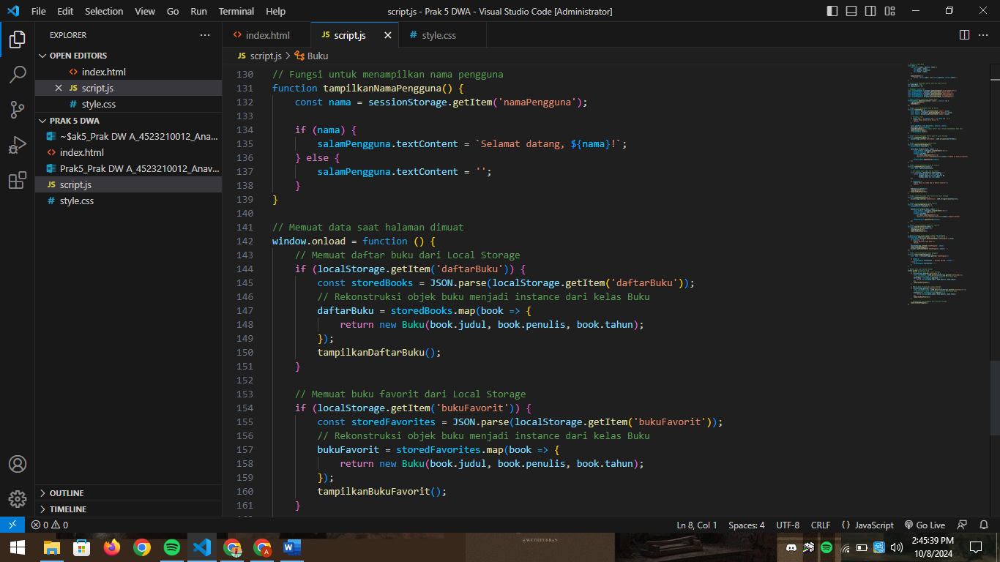 File Edit Selection View Go Run Terminal Help script.js - Prak 5 DWA - Visual Studio Code [Administrator]
EXPLORER
OPEN EDITORS
index.html
script.js
style.css
PRAK 5 DWA
~$ak5_Prak DW A_4523210012_Ana...
index.html
Prak5_Prak DW A_4523210012_Anav...
script.js
style.css
OUTLINE
TIMELINE
index.html JS script.js # style.css
JS script.js > Buku
130 // Fungsi untuk menampilkan nama pengguna
131 function tampilkanNamaPengguna() {
132     const nama = sessionStorage.getItem('namaPengguna');
133
134     if (nama) {
135         salamPengguna.textContent = `Selamat datang, ${nama}!`;
136     } else {
137         salamPengguna.textContent = '';
138     }
139 }
140
141 // Memuat data saat halaman dimuat
142 window.onload = function () {
143     // Memuat daftar buku dari Local Storage
144     if (localStorage.getItem('daftarBuku')) {
145         const storedBooks = JSON.parse(localStorage.getItem('daftarBuku'));
146         // Rekonstruksi objek buku menjadi instance dari kelas Buku
147         daftarBuku = storedBooks.map(book => {
148             return new Buku(book.judul, book.penulis, book.tahun);
149         });
150         tampilkanDaftarBuku();
151     }
152
153     // Memuat buku favorit dari Local Storage
154     if (localStorage.getItem('bukuFavorit')) {
155         const storedFavorites = JSON.parse(localStorage.getItem('bukuFavorit'));
156         // Rekonstruksi objek buku menjadi instance dari kelas Buku
157         bukuFavorit = storedFavorites.map(book => {
158             return new Buku(book.judul, book.penulis, book.tahun);
159         });
160         tampilkanBukuFavorit();
161     }
0 0 Ln 8, Col 1 Spaces: 4 UTF-8 CRLF {} JavaScript Go Live
2:45:39 PM
10/8/2024